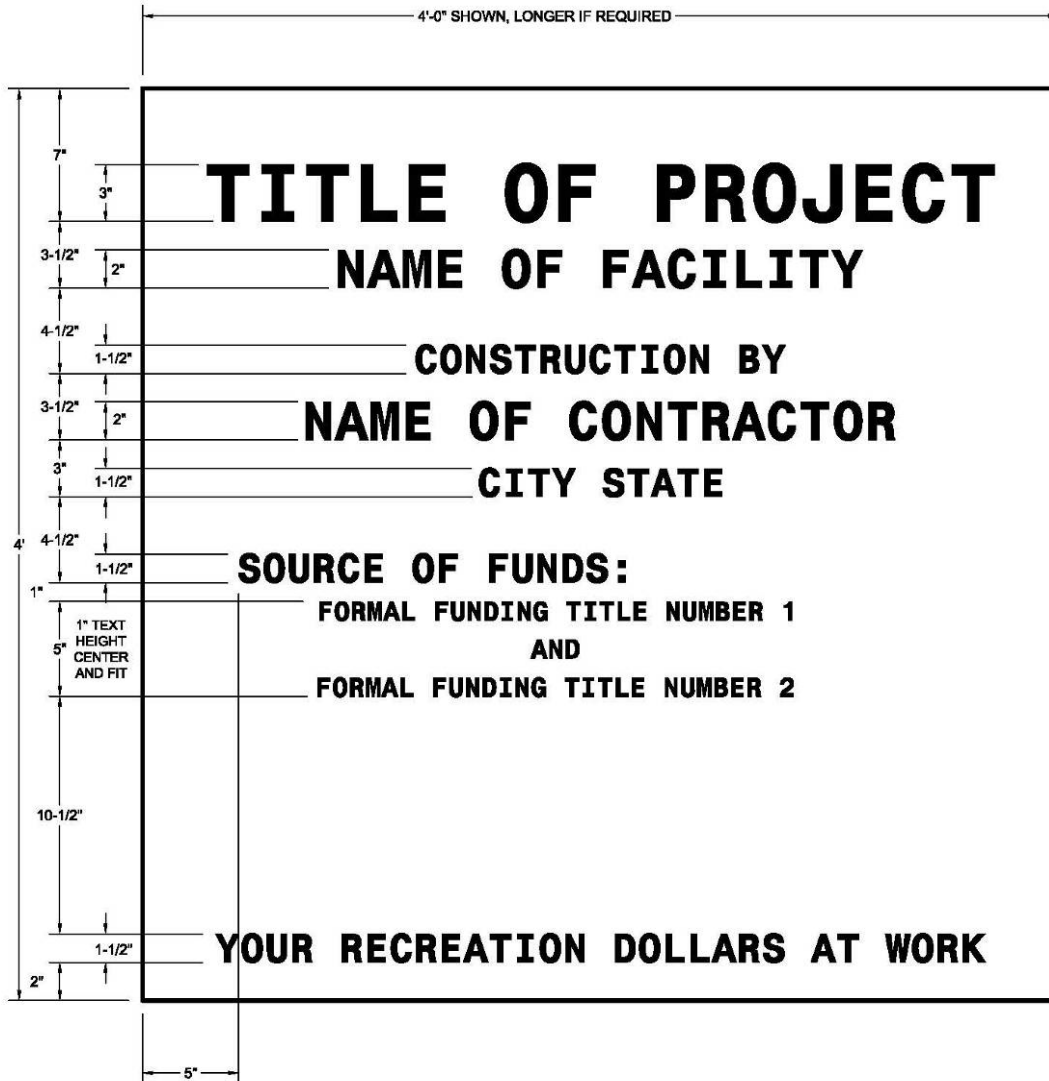 4'-0" SHOWN, LONGER IF REQUIRED
7"
3"
TITLE OF PROJECT
3-1/2"
2"
NAME OF FACILITY
4-1/2"
1-1/2"
CONSTRUCTION BY
3-1/2"
2"
NAME OF CONTRACTOR
3"
1-1/2"
CITY STATE
4'
4-1/2"
1-1/2"
SOURCE OF FUNDS:
1"
FORMAL FUNDING TITLE NUMBER 1
5"
1" TEXT
HEIGHT
CENTER
AND FIT
AND
FORMAL FUNDING TITLE NUMBER 2
10-1/2"
1-1/2"
YOUR RECREATION DOLLARS AT WORK
2"
5"